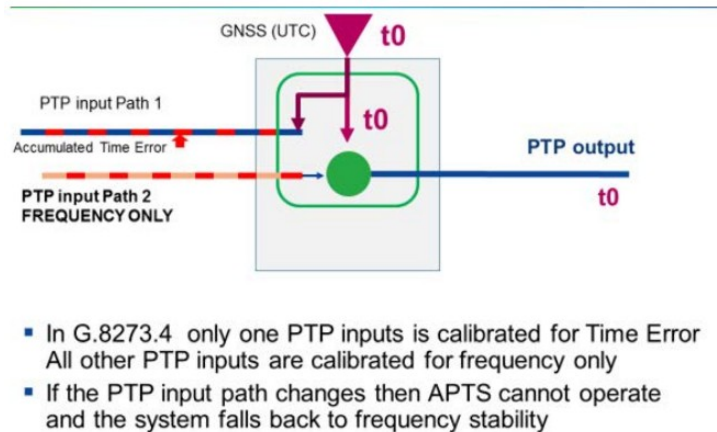 GNSS (UTC) t0
PTP input Path 1
t0
Accumulated Time Error
PTP output
PTP input Path 2
FREQUENCY ONLY
t0
In G.8273.4 only one PTP inputs is calibrated for Time Error
All other PTP inputs are calibrated for frequency only
If the PTP input path changes then APTS cannot operate
and the system falls back to frequency stability